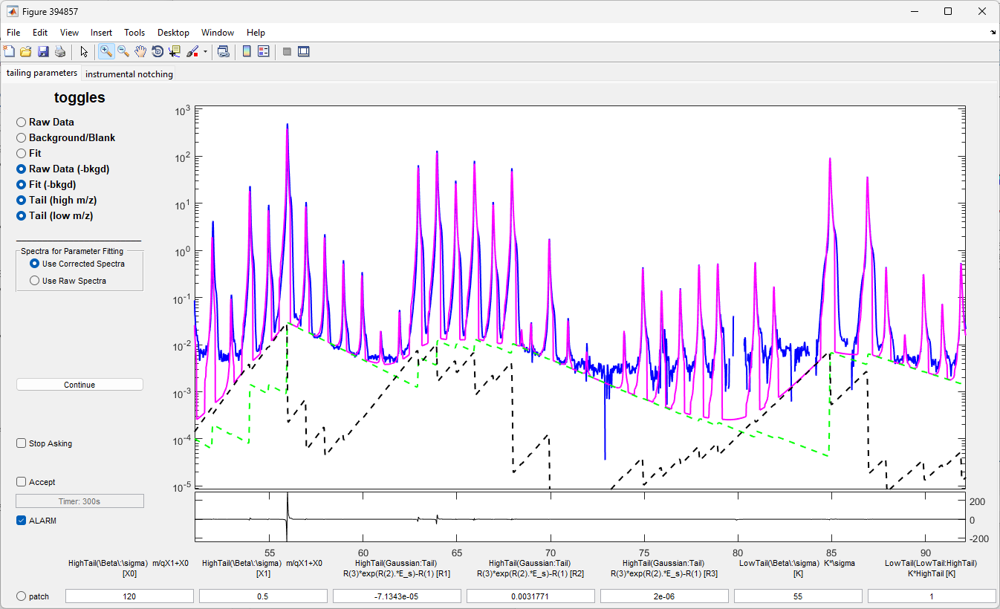 Figure 394857
File Edit View Insert Tools Desktop Window Help
tailing parameters instrumental notching
toggles
Raw Data
Background/Blank
Fit
Raw Data (-bkgd)
Fit (-bkgd)
Tail (high m/z)
Tail (low m/z)
Spectra for Parameter Fitting
Use Corrected Spectra
Use Raw Spectra
Continue
Stop Asking
Accept
Timer: 300s
ALARM
10^3
10^2
10^1
10^0
10^-1
10^-2
10^-3
10^-4
10^-5
200
0
-200
55 60 65 70 75 80 85 90
HighTail(\Beta\:\sigma) m/qX1+X0
[X0]
HighTail(\Beta\:\sigma) m/qX1+X0
[X1]
HighTail(Gaussian:Tail)
R(3)*exp(R(2).*E_s)-R(1) [R1]
HighTail(Gaussian:Tail)
R(3)*exp(R(2).*E_s)-R(1) [R2]
HighTail(Gaussian:Tail)
R(3)*exp(R(2).*E_s)-R(1) [R3]
LowTail(\Beta\:\sigma) K*\sigma
[K]
LowTail(LowTail:HighTail)
K*HighTail [K]
patch 120 0.5 -7.1343e-05 0.0031771 2e-06 55 1